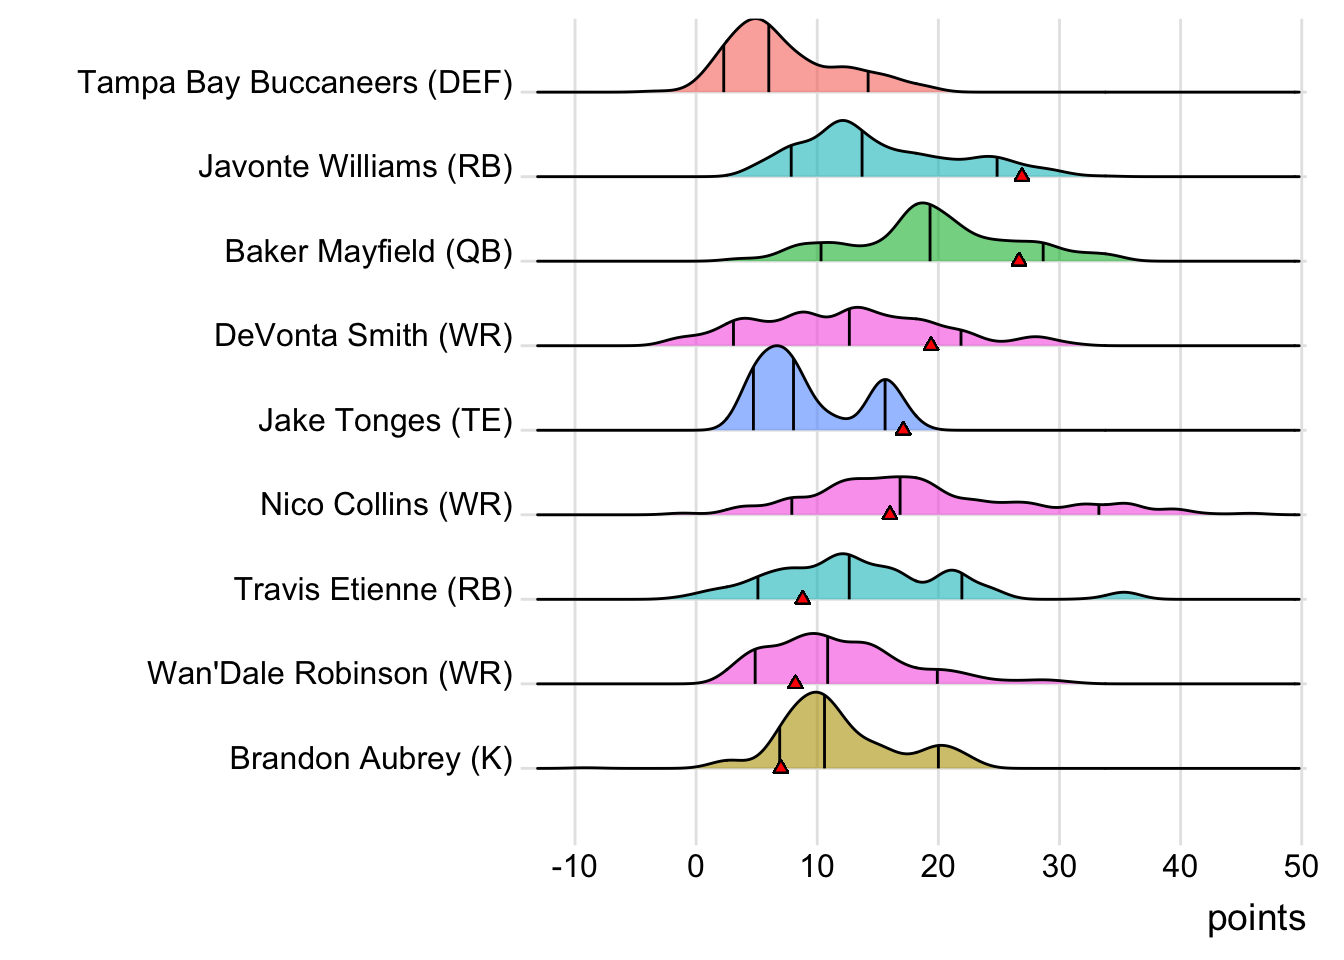 Tampa Bay Buccaneers (DEF)
Javonte Williams (RB)
Baker Mayfield (QB)
DeVonta Smith (WR)
Jake Tonges (TE)
Nico Collins (WR)
Travis Etienne (RB)
Wan'Dale Robinson (WR)
Brandon Aubrey (K)
-10 0 10 20 30 40 50
points